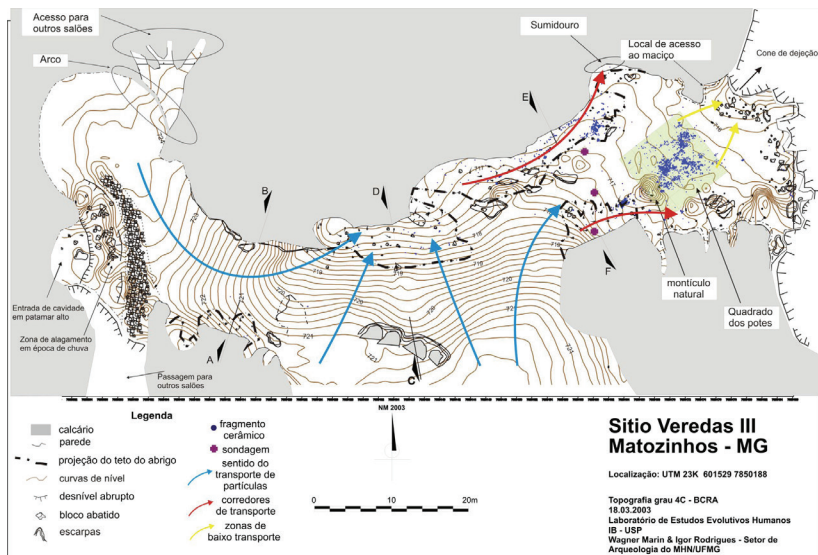 Acesso para
outros salões
Arco
Sumidouro
Local de acesso
ao maciço
Cone de dejeção
E
B
D
A
C
F
montículo
natural
Quadrado
dos potes
Entrada de cavidade
em patamar alto
Zona de alagamento
em época de chuva
Passagem para
outros salões
NM 2003
Legenda
calcário
parede
projeção do teto do abrigo
curvas de nível
desnível abrupto
bloco abatido
escarpas
fragmento
cerâmico
sondagem
sentido do
transporte de
partículas
corredores
de transporte
zonas de
baixo transporte
0
10
20m
Sitio Veredas III
Matozinhos - MG
Localização: UTM 23K 601529 7850188
Topografia grau 4C - BCRA
18.03.2003
Laboratório de Estudos Evolutivos Humanos
IB - USP
Wagner Marin & Igor Rodrigues - Setor de
Arqueologia do MHN/UFMG